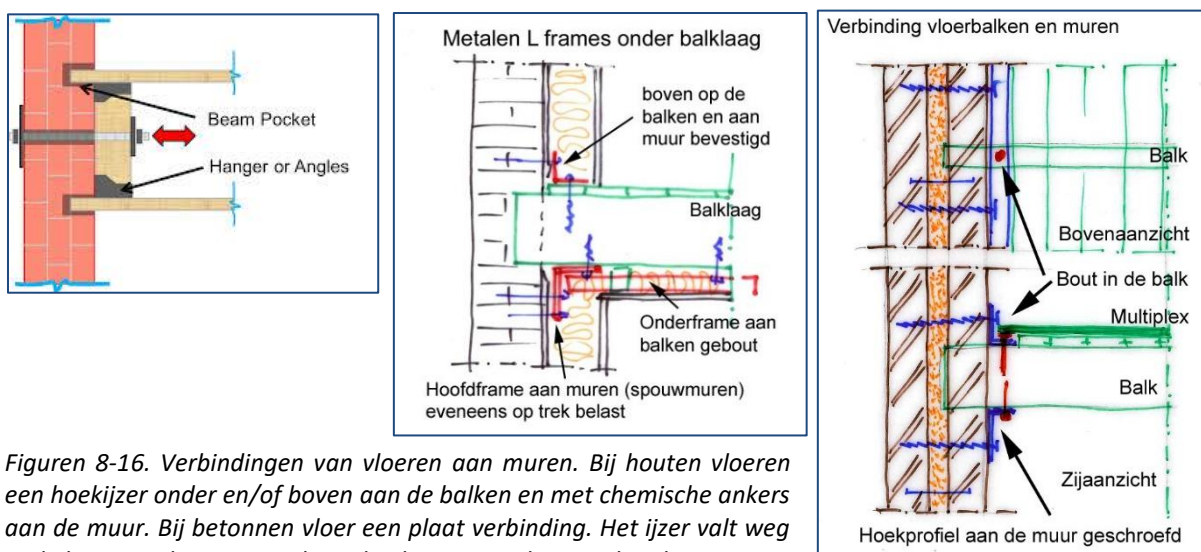 Beam Pocket
Hanger or Angles
Metalen L frames onder balklaag
boven op de
balken en aan
muur bevestigd
Balklaag
Onderframe aan
balken gebout
Hoofdframe aan muren (spouwmuren)
eveneens op trek belast
Verbinding vloerbalken en muren
Balk
Bovenaanzicht
Bout in de balk
Multiplex
Balk
Zijaanzicht
Hoekprofiel aan de muur geschroefd
Figuren 8-16. Verbindingen van vloeren aan muren. Bij houten vloeren
een hoekijzer onder en/of boven aan de balken en met chemische ankers
aan de muur. Bij betonnen vloer een plaat verbinding. Het ijzer valt weg